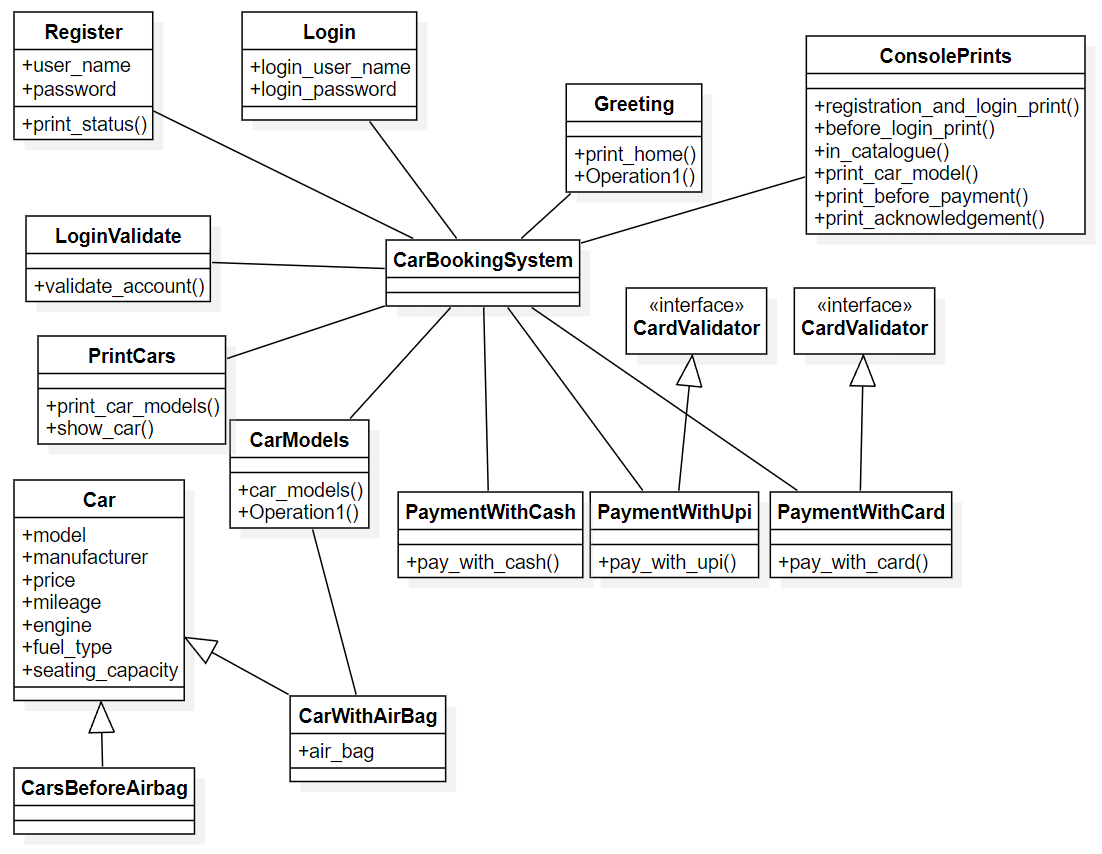 Register
+user_name
+password
+print_status()
Login
+login_user_name
+login_password
Greeting
+print_home()
+Operation1()
ConsolePrints
+registration_and_login_print()
+before_login_print()
+in_catalogue()
+print_car_model()
+print_before_payment()
+print_acknowledgement()
LoginValidate
+validate_account()
CarBookingSystem
«interface»
CardValidator
«interface»
CardValidator
PrintCars
+print_car_models()
+show_car()
CarModels
+car_models()
+Operation1()
Car
+model
+manufacturer
+price
+mileage
+engine
+fuel_type
+seating_capacity
PaymentWithCash
+pay_with_cash()
PaymentWithUpi
+pay_with_upi()
PaymentWithCard
+pay_with_card()
CarWithAirBag
+air_bag
CarsBeforeAirbag